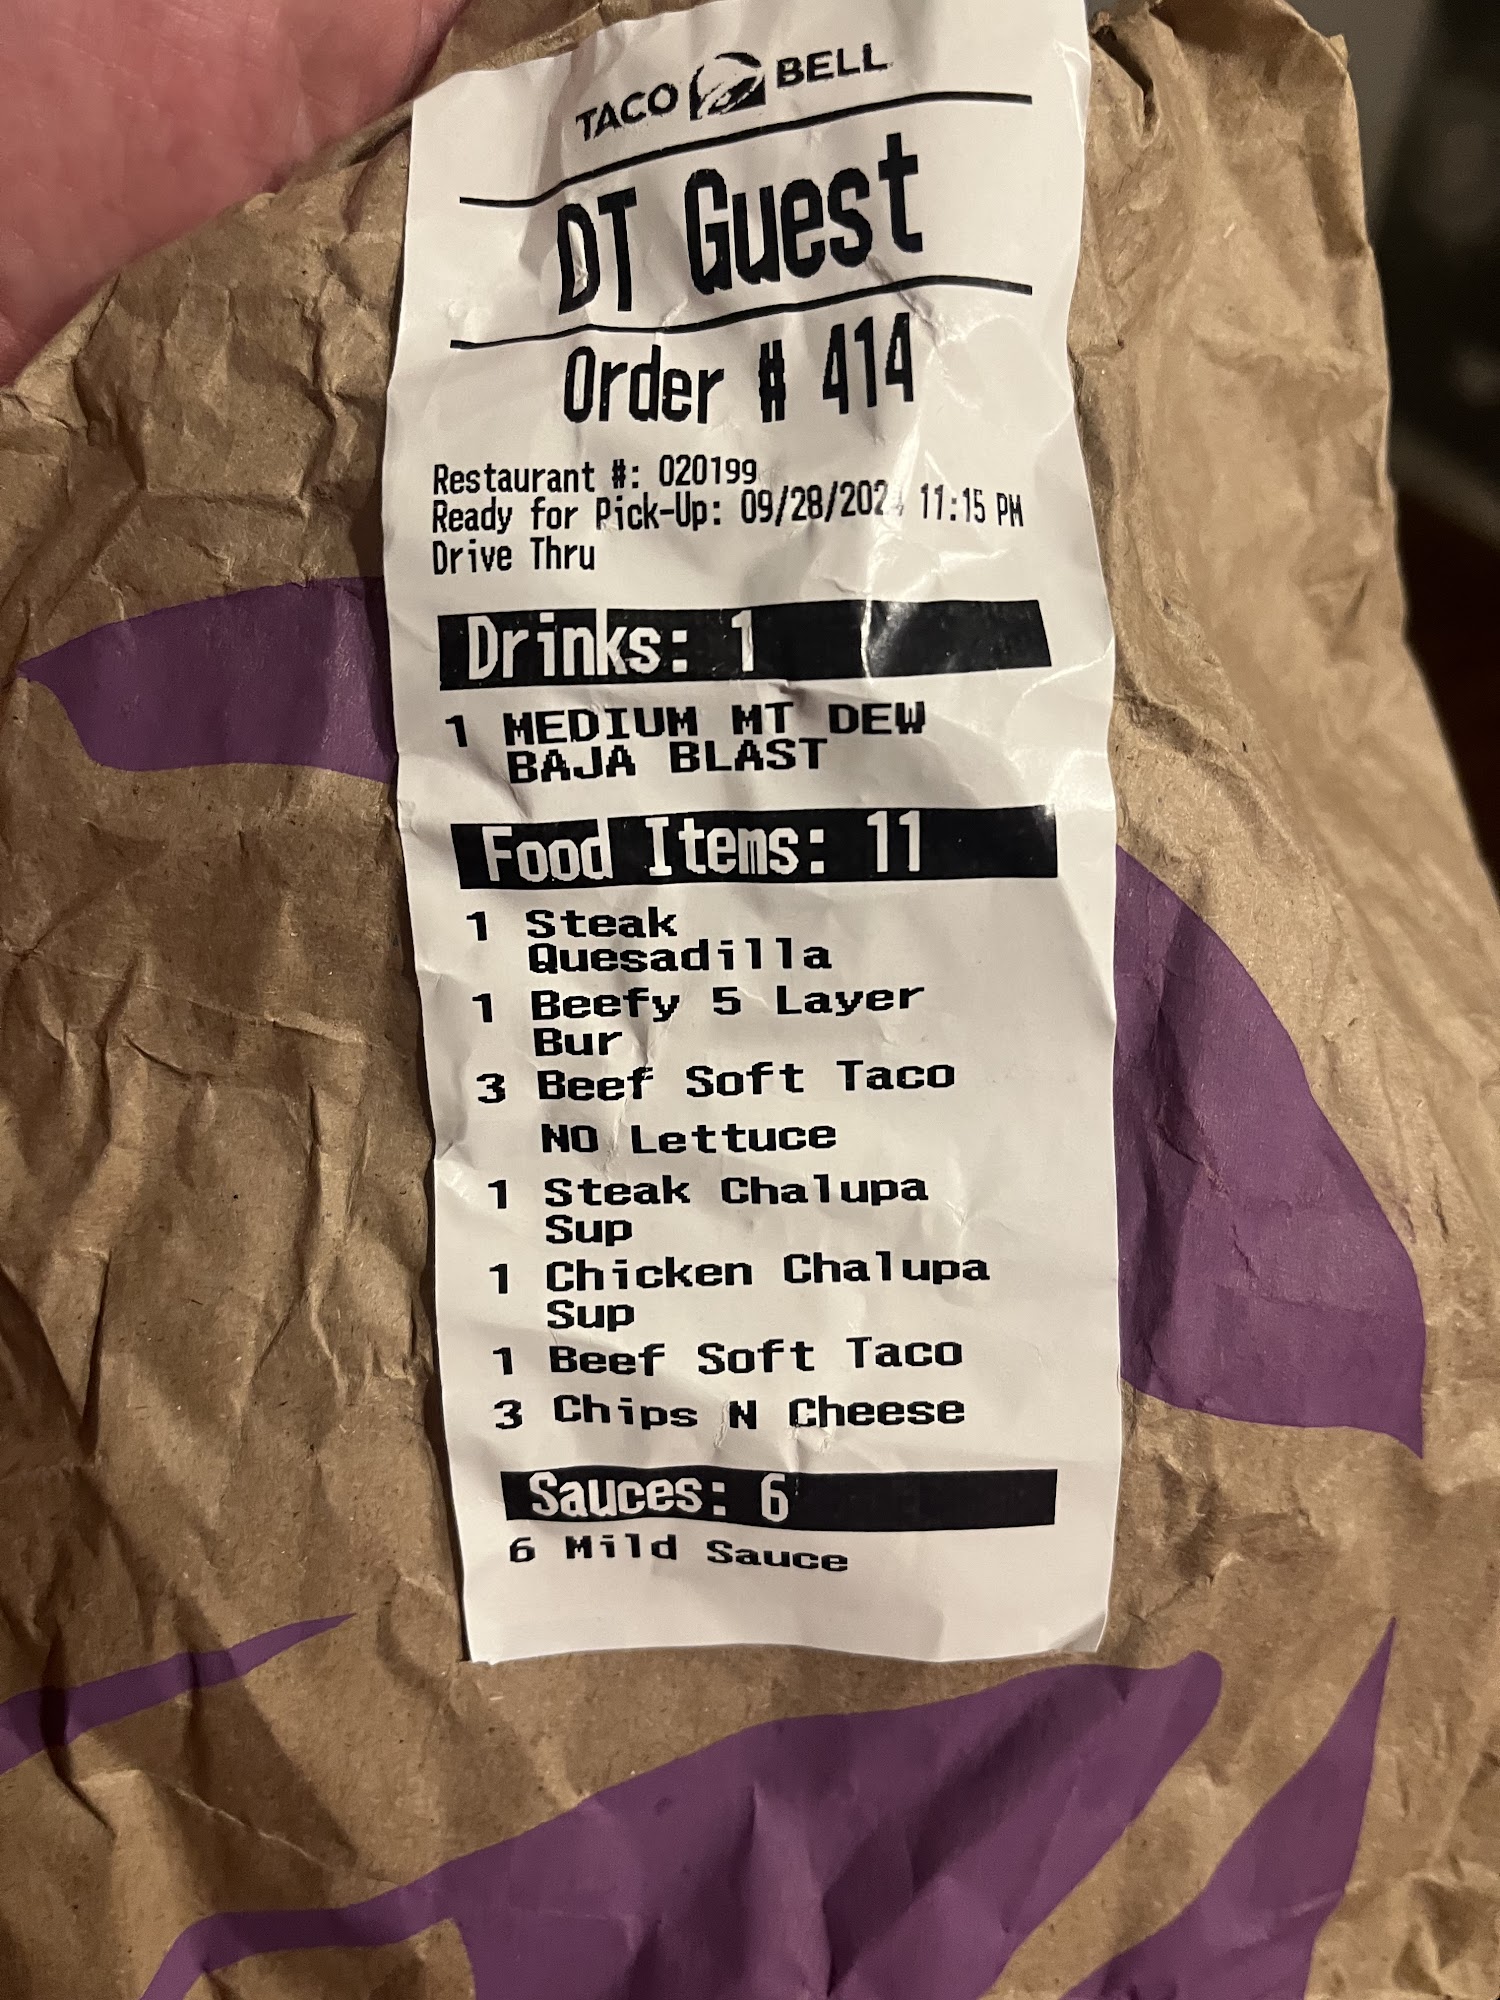 TACO BELL
DT Guest
Order # 414
Restaurant #: 020199
Ready for Pick-Up: 09/28/202 11:15 PM
Drive Thru
Drinks: 1
1 MEDIUM MT DEW
BAJA BLAST
Food Items: 11
1 Steak
Quesadilla
1 Beefy 5 Layer
Bur
3 Beef Soft Taco
NO Lettuce
1 Steak Chalupa
Sup
1 Chicken Chalupa
Sup
1 Beef Soft Taco
3 Chips N Cheese
Sauces: 6
6 Mild Sauce